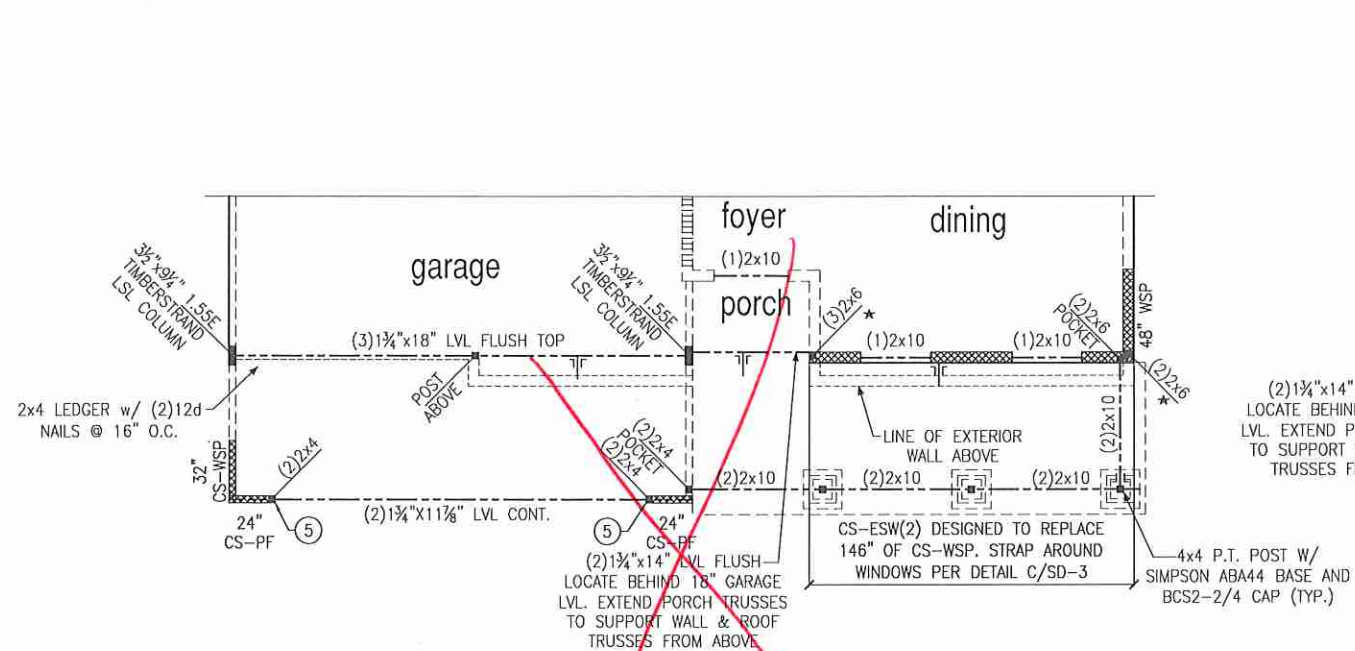 foyer
dining
(1)2x10
garage
porch
3½"x9¼" 1.55E
TIMBERSTRAND
LSL COLUMN
3½"x9¼" 1.55E
TIMBERSTRAND
LSL COLUMN
(3)2x6
★
(2)2x6
POCKET
48" WSP
(3)1¾"x18" LVL FLUSH TOP
(1)2x10
(1)2x10
POST
ABOVE
(2)2x6
★
2x4 LEDGER w/ (2)12d
NAILS @ 16" O.C.
LINE OF EXTERIOR
WALL ABOVE
(2)2x10
32"
CS-WSP
(2)2x4
(2)2x4
POCKET
(2)2x4
(2)2x10
(2)2x10
(2)2x10
24"
CS-PF
5
(2)1¾"X11⅞" LVL CONT.
5
24"
CS-PF
(2)1¾"x14" LVL FLUSH
LOCATE BEHIND 18" GARAGE
LVL. EXTEND PORCH TRUSSES
TO SUPPORT WALL & ROOF
TRUSSES FROM ABOVE
CS-ESW(2) DESIGNED TO REPLACE
146" OF CS-WSP. STRAP AROUND
WINDOWS PER DETAIL C/SD-3
4x4 P.T. POST W/
SIMPSON ABA44 BASE AND
BCS2-2/4 CAP (TYP.)
(2)1¾"x14"
LOCATE BEHIN
LVL. EXTEND P
TO SUPPORT
TRUSSES F